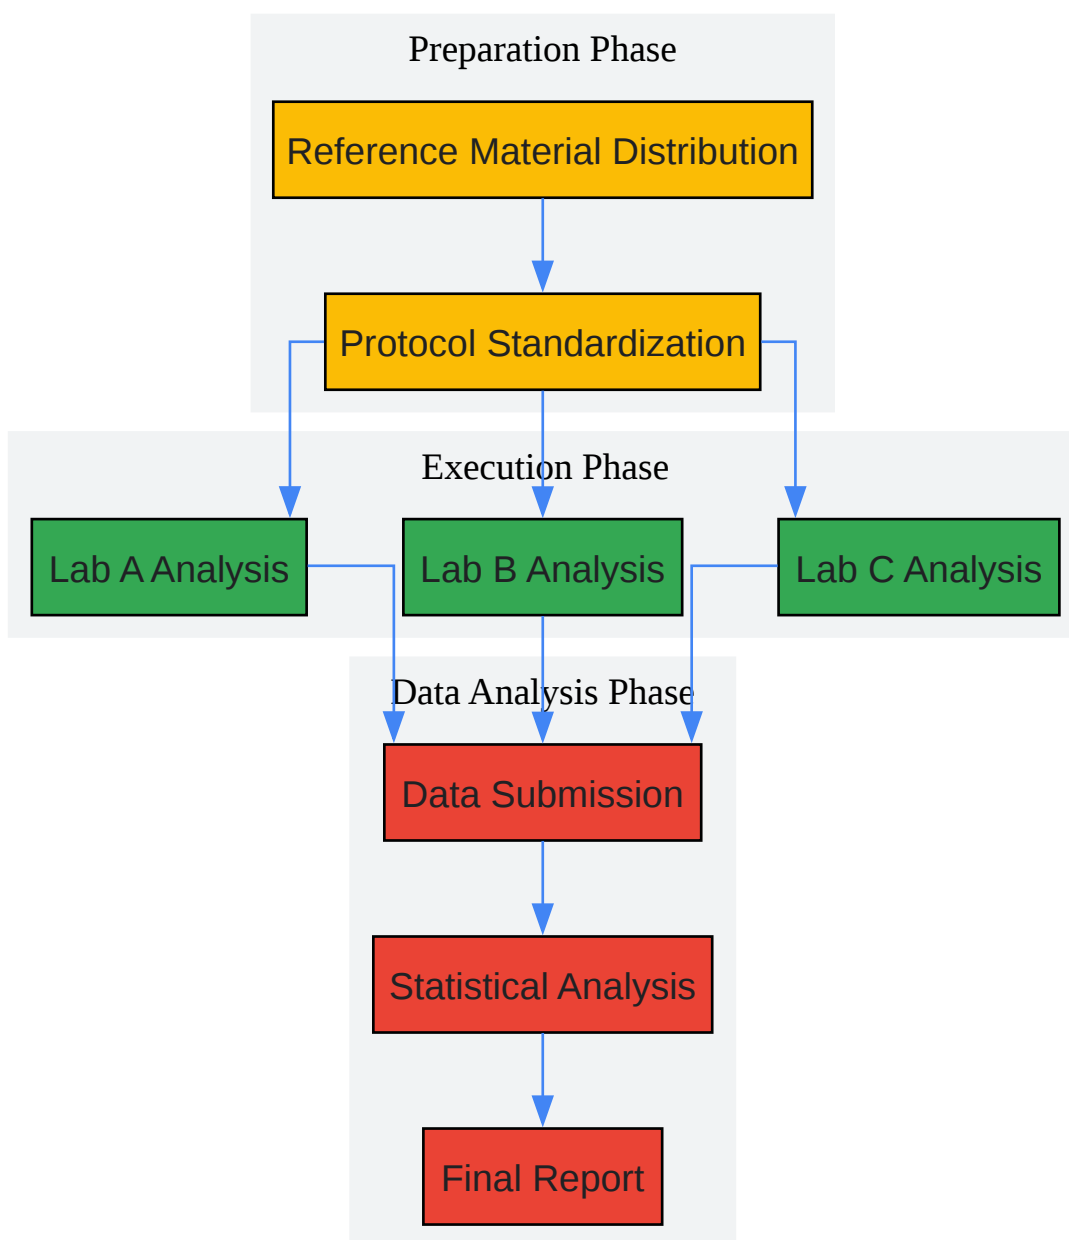 Preparation Phase
Reference Material Distribution
Protocol Standardization
Execution Phase
Lab A Analysis
Lab B Analysis
Lab C Analysis
Data Analysis Phase
Data Submission
Statistical Analysis
Final Report